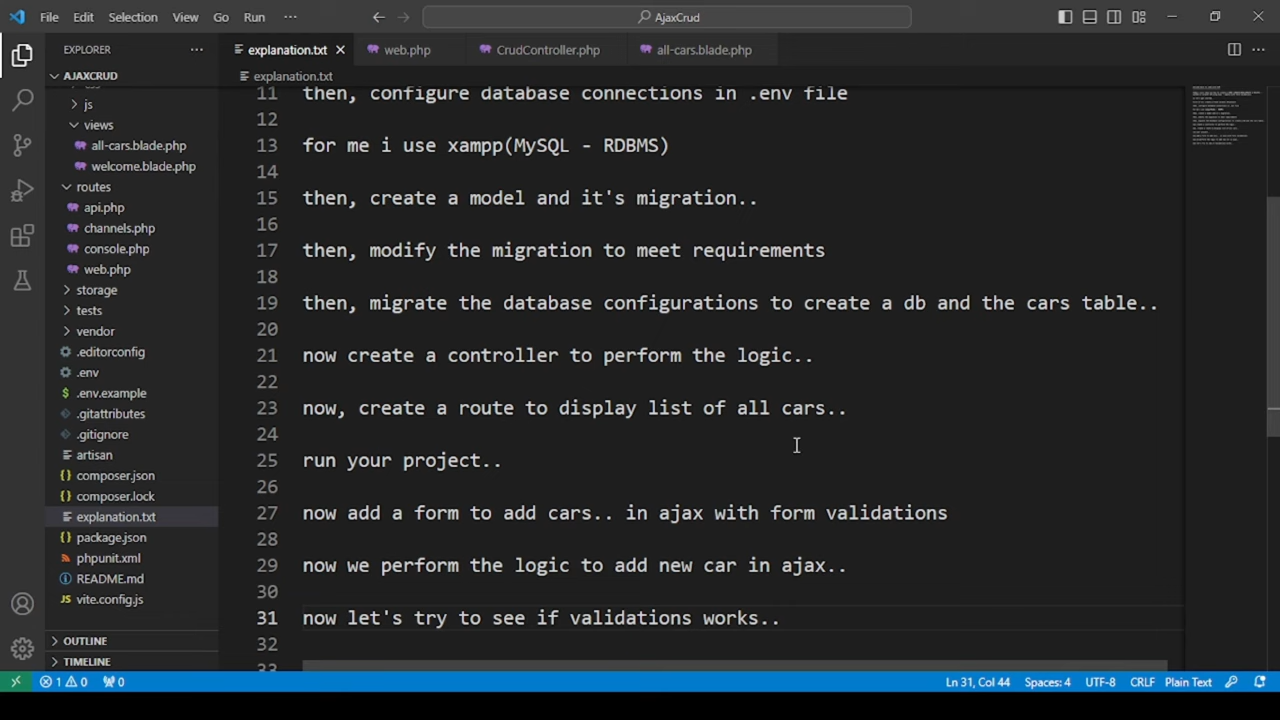 File Edit Selection View Go Run ··· AjaxCrud
EXPLORER ··· explanation.txt web.php CrudController.php all-cars.blade.php ···
AJAXCRUD explanation.txt
js
views
all-cars.blade.php
welcome.blade.php
routes
api.php
channels.php
console.php
web.php
storage
tests
vendor
.editorconfig
.env
.env.example
.gitattributes
.gitignore
artisan
composer.json
composer.lock
explanation.txt
package.json
phpunit.xml
README.md
vite.config.js
OUTLINE
TIMELINE
11 then, configure database connections in .env file
12
13 for me i use xampp(MySQL - RDBMS)
14
15 then, create a model and it's migration..
16
17 then, modify the migration to meet requirements
18
19 then, migrate the database configurations to create a db and the cars table..
20
21 now create a controller to perform the logic..
22
23 now, create a route to display list of all cars..
24
25 run your project..
26
27 now add a form to add cars.. in ajax with form validations
28
29 now we perform the logic to add new car in ajax..
30
31 now let's try to see if validations works..
32
33
1 0 0 Ln 31, Col 44 Spaces: 4 UTF-8 CRLF Plain Text